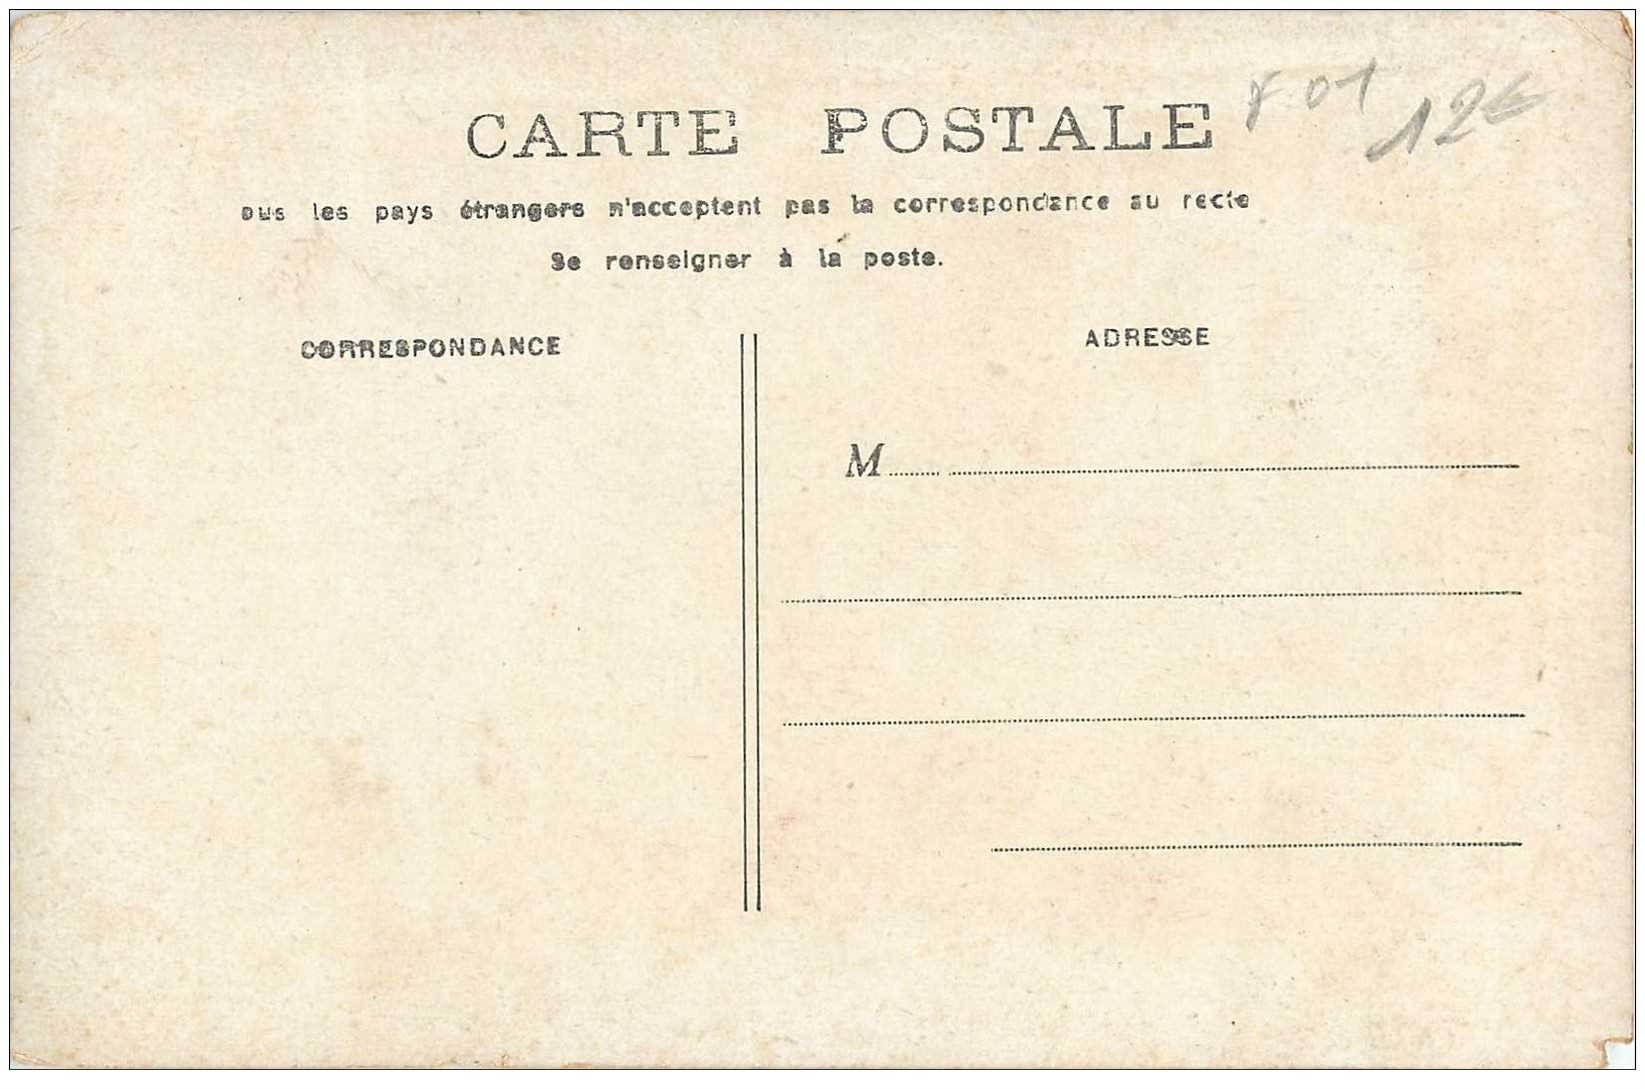 CARTE POSTALE
01 12€
ous les pays étrangers n'acceptent pas la correspondance au recto
Se renseigner à la poste.
CORRESPONDANCE
ADRESSE
M